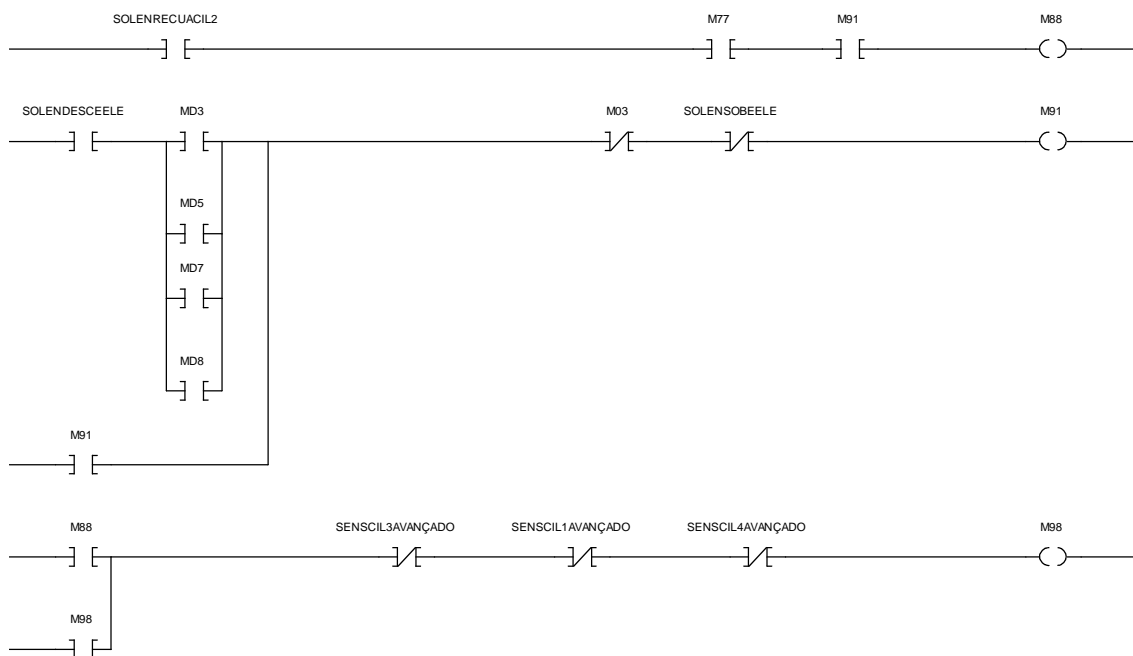 SOLENRECUACIL2 M77 M91 M88
SOLENDESCEELE MD3 M03 SOLENSOBEELE M91
MD5
MD7
MD8
M91
M88 SENSCIL3AVANÇADO SENSCIL1AVANÇADO SENSCIL4AVANÇADO M98
M98